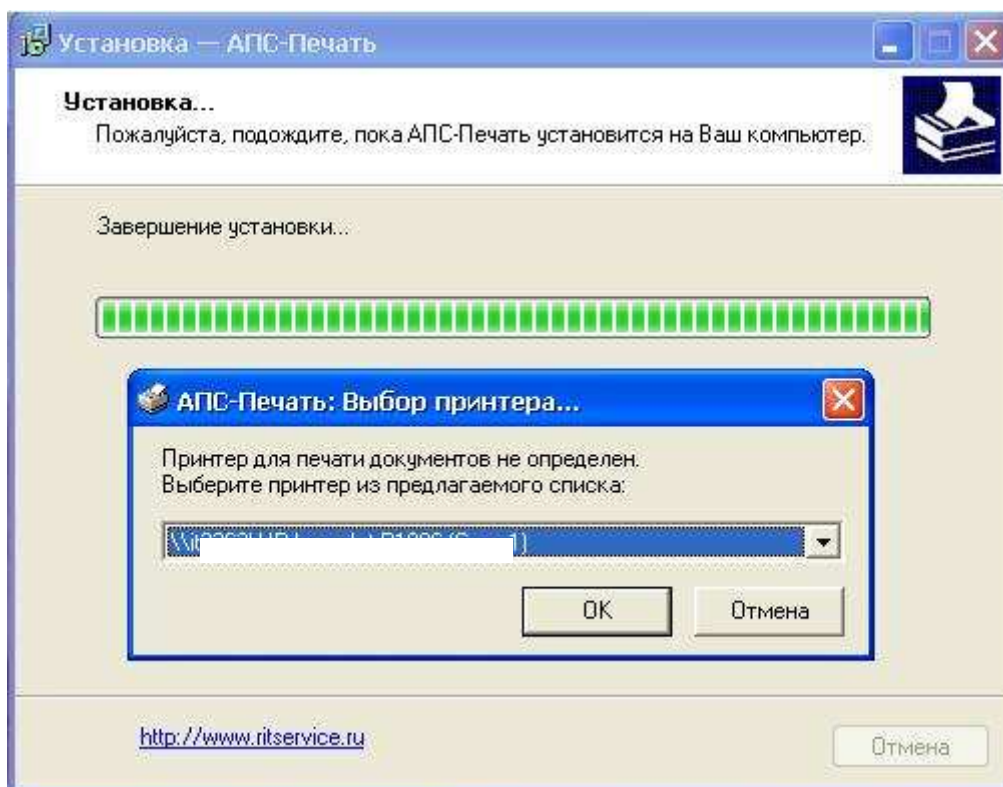 Установка — АПС-Печать
Установка...
Пожалуйста, подождите, пока АПС-Печать установится на Ваш компьютер.
Завершение установки...
АПС-Печать: Выбор принтера...
Принтер для печати документов не определен.
Выберите принтер из предлагаемого списка:
OK
Отмена
http://www.ritservice.ru
Отмена